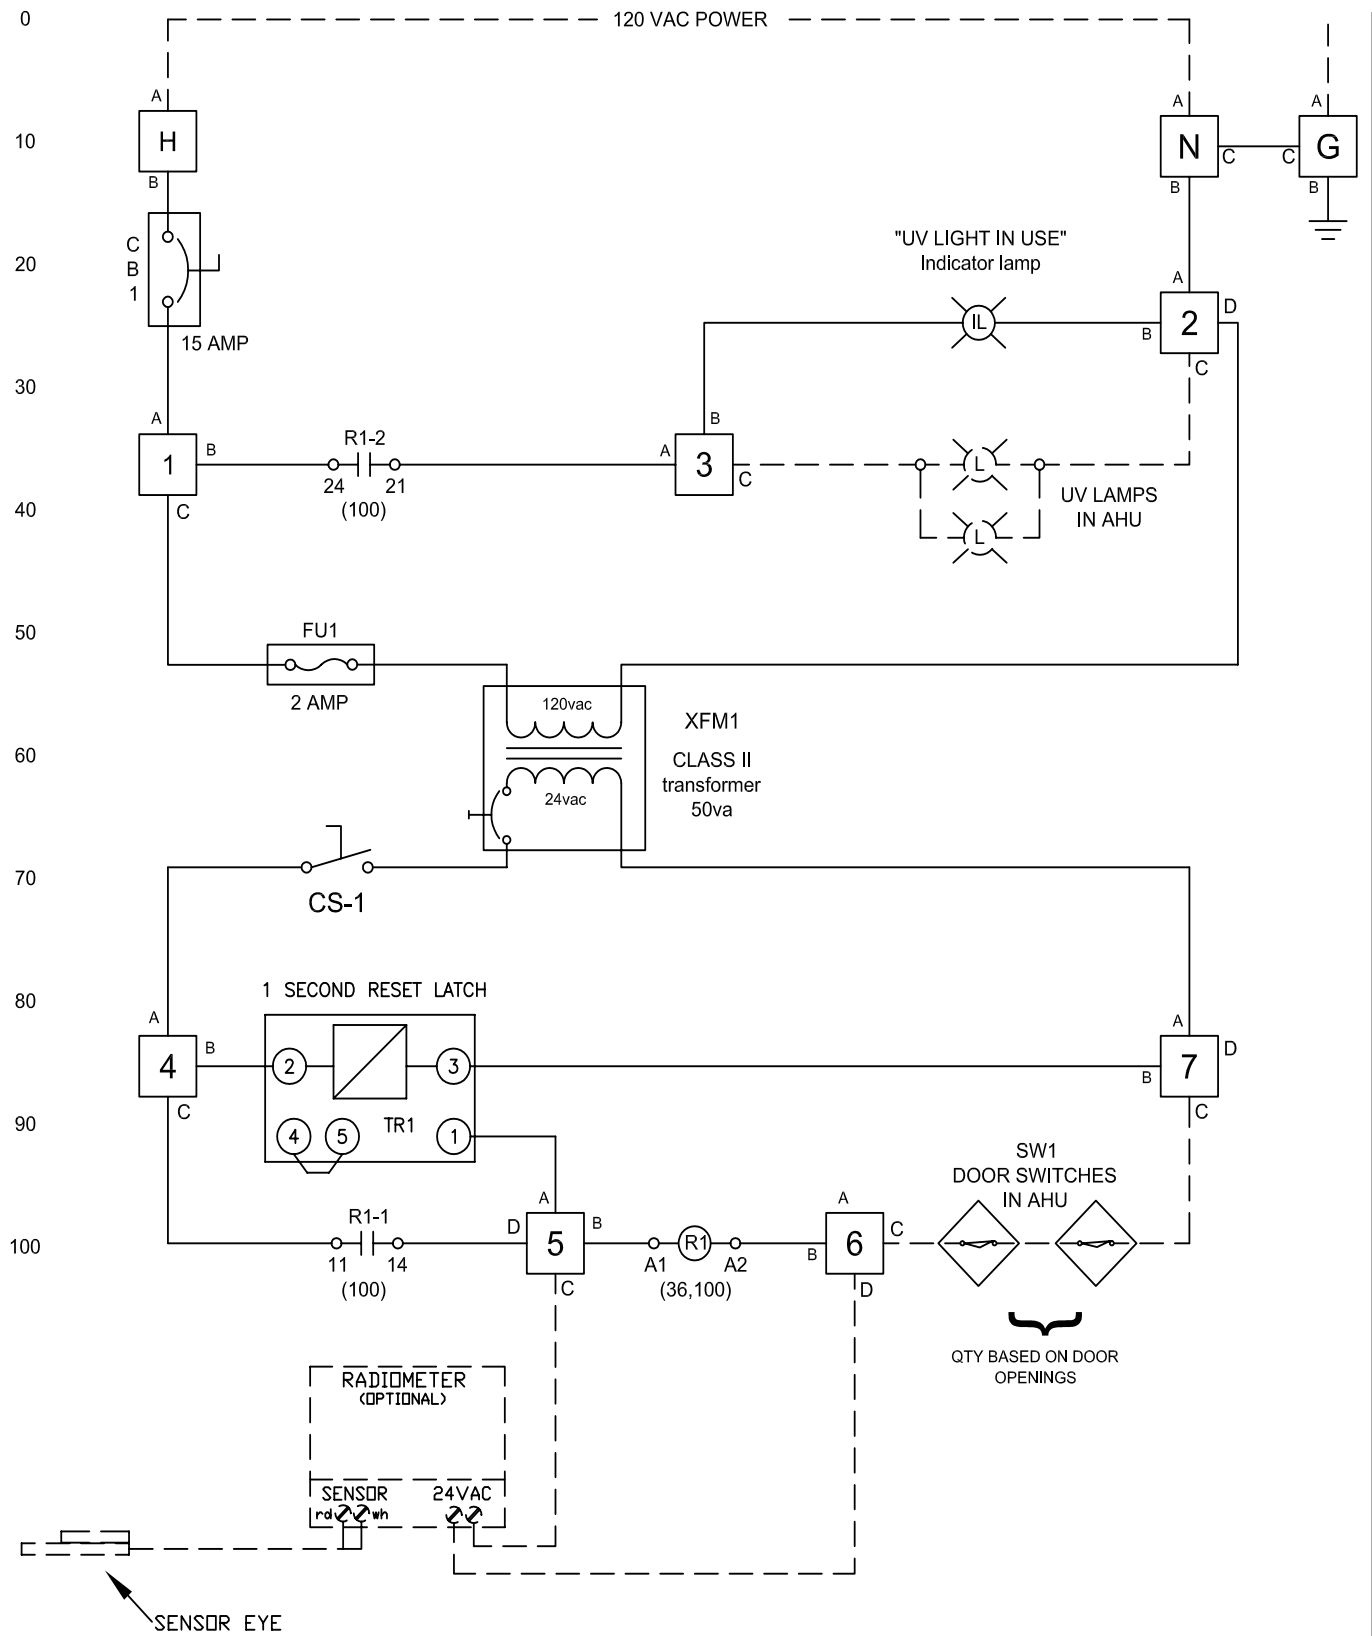 0
120 VAC POWER
A
A
A
10
H
N
C
C
G
B
B
B
C
B
1
"UV LIGHT IN USE"
Indicator lamp
20
A
D
IL
2
B
15 AMP
C
30
A
B
R1-2
B
1
A
3
L
24
21
C
UV LAMPS
IN AHU
C
(100)
40
L
50
FU1
2 AMP
120vac
XFM1
60
CLASS II
transformer
50va
24vac
70
CS-1
80
1 SECOND RESET LATCH
A
A
B
D
4
2
3
7
B
C
C
90
TR1
4
5
1
SW1
DOOR SWITCHES
IN AHU
A
A
R1-1
D
B
C
100
5
R1
6
B
11
14
C
A1
A2
D
(100)
(36,100)
QTY BASED ON DOOR
OPENINGS
RADIOMETER
(OPTIONAL)
SENSOR
24VAC
rd
wh
SENSOR EYE